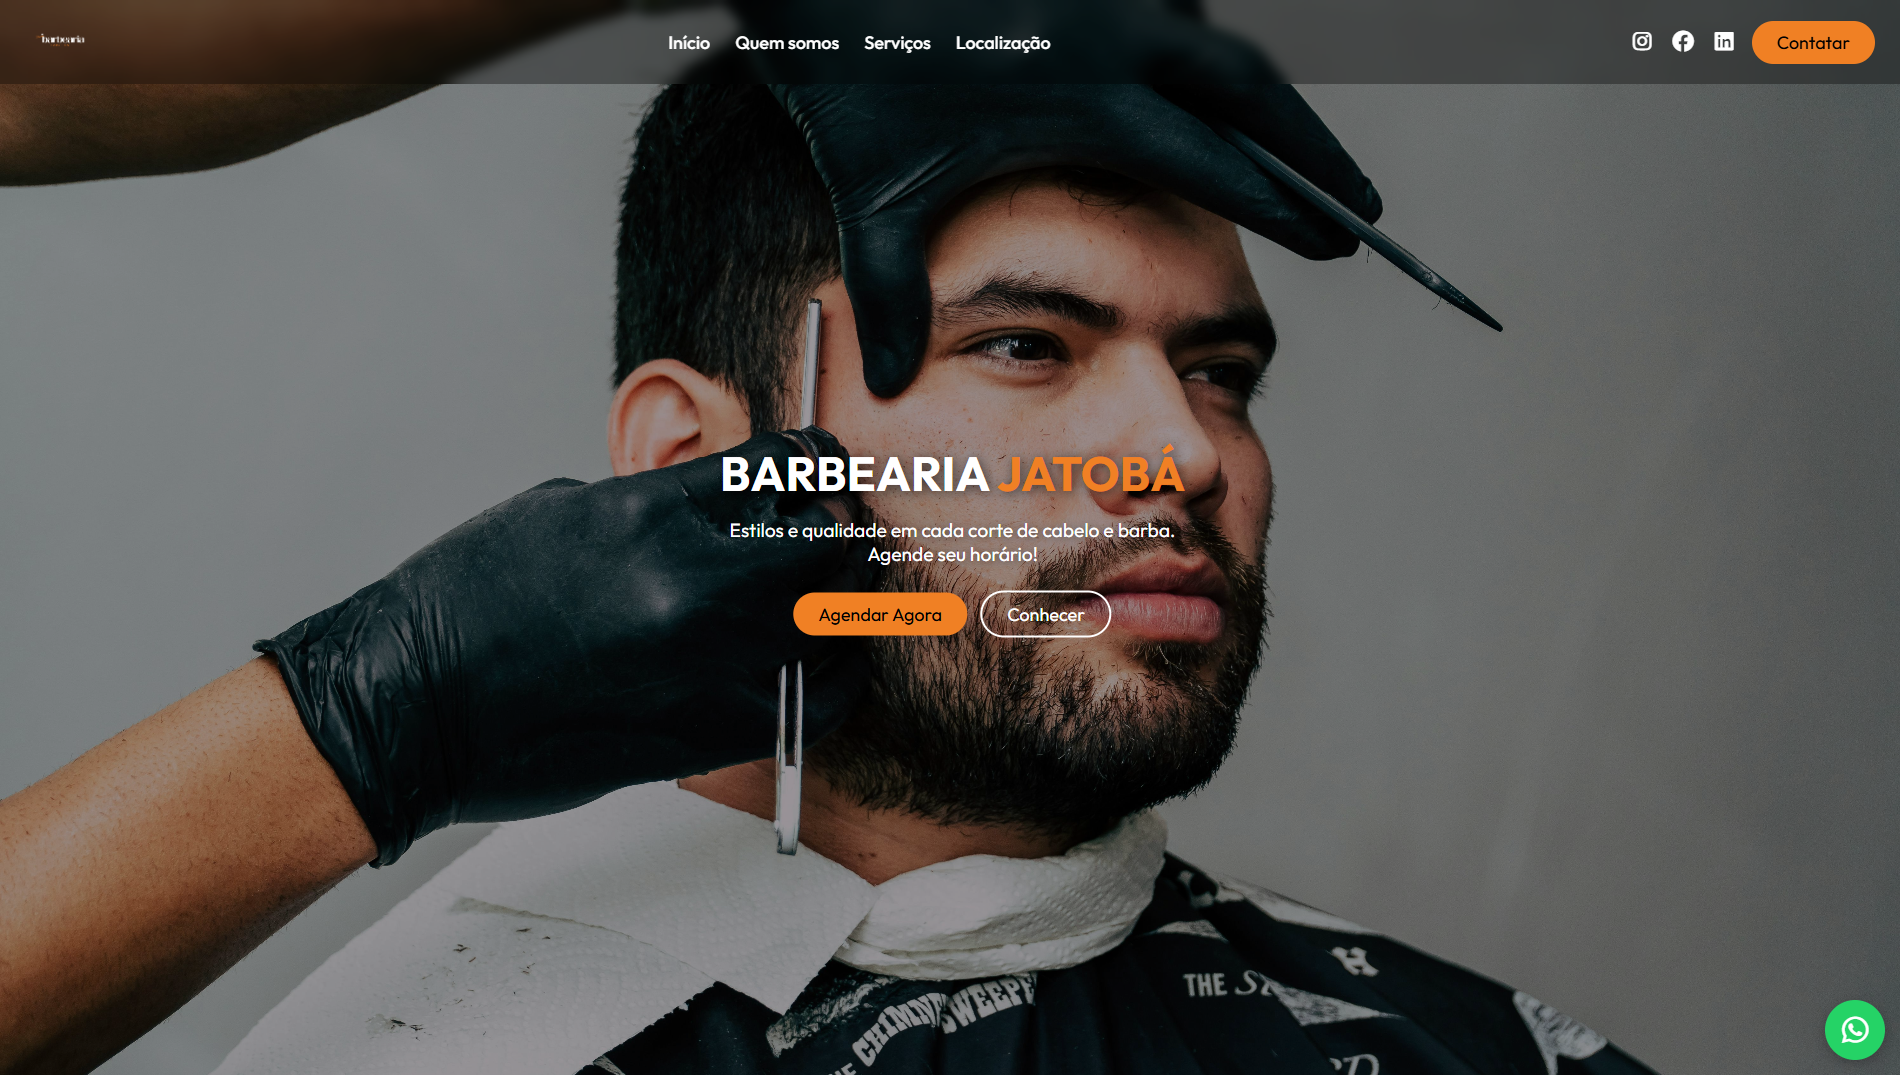 barbearia
Início Quem somos Serviços Localização
Contatar
BARBEARIA JATOBÁ
Estilos e qualidade em cada corte de cabelo e barba.
Agende seu horário!
Agendar Agora Conhecer
H
THE
CHIMNEY SWEEPE